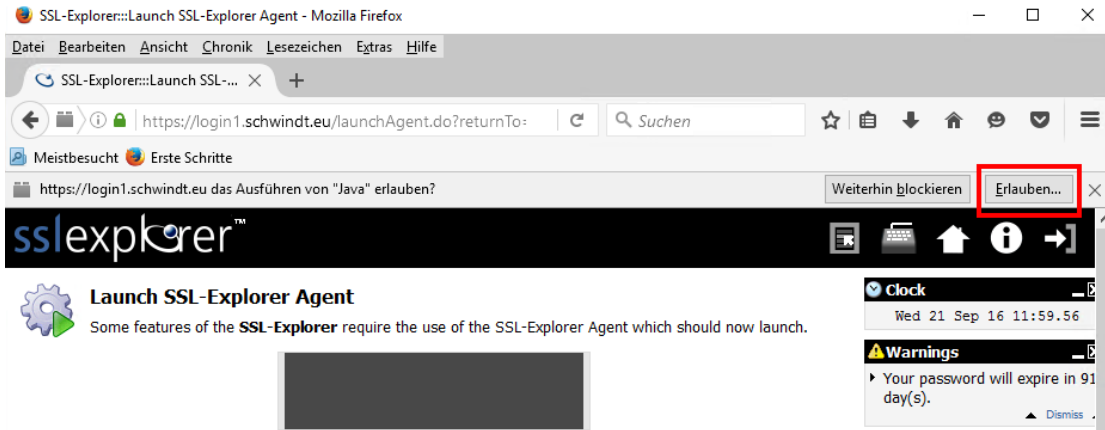 SSL-Explorer:::Launch SSL-Explorer Agent - Mozilla Firefox
Datei Bearbeiten Ansicht Chronik Lesezeichen Extras Hilfe
SSL-Explorer:::Launch SSL-...
https://login1.schwindt.eu/launchAgent.do?returnTo= Suchen
Meistbesucht Erste Schritte
https://login1.schwindt.eu das Ausführen von "Java" erlauben? Weiterhin blockieren Erlauben...
sslexplorer™
Launch SSL-Explorer Agent
Some features of the SSL-Explorer require the use of the SSL-Explorer Agent which should now launch.
Clock
Wed 21 Sep 16 11:59.56
Warnings
Your password will expire in 91
day(s).
Dismiss